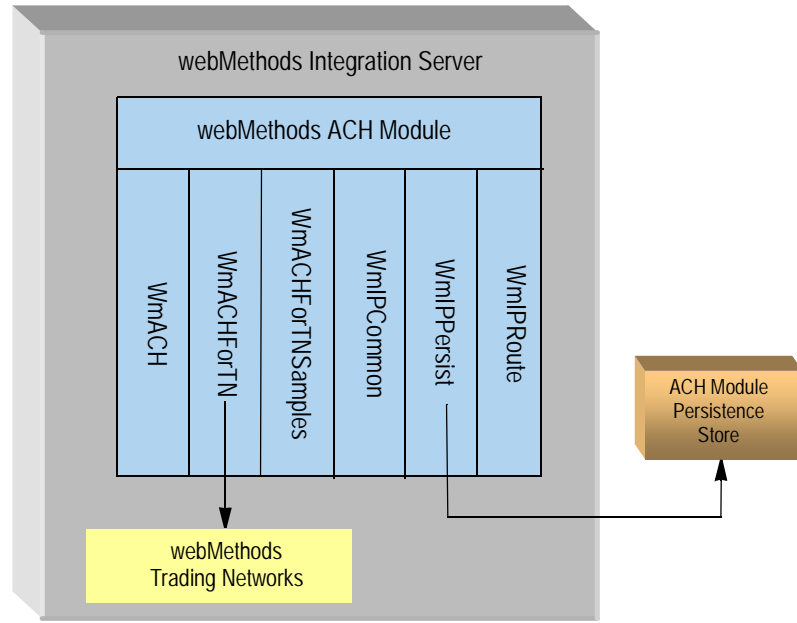 webMethods Integration Server
webMethods ACH Module
WmACH
WmACHForTN
WmACHForTNSamples
WmIPCommon
WmIPPersist
WmIPRoute
ACH Module
Persistence
Store
webMethods
Trading Networks